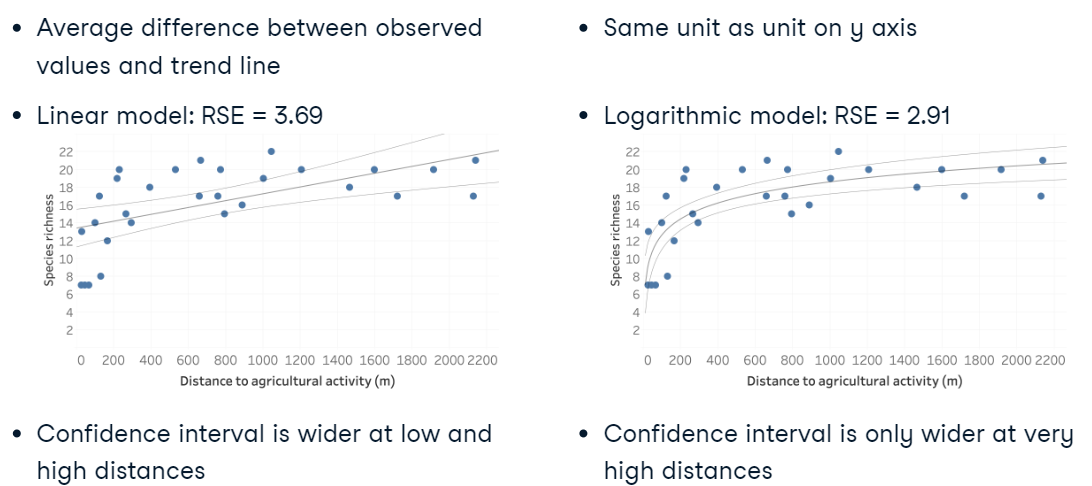 Average difference between observed
values and trend line
Same unit as unit on y axis
Linear model: RSE = 3.69
Logarithmic model: RSE = 2.91
22
20
18
16
14
12
10
8
6
4
2
Species richness
0 200 400 600 800 1000 1200 1400 1600 1800 2000 2200
Distance to agricultural activity (m)
22
20
18
16
14
12
10
8
6
4
2
Species richness
0 200 400 600 800 1000 1200 1400 1600 1800 2000 2200
Distance to agricultural activity (m)
Confidence interval is wider at low and
high distances
Confidence interval is only wider at very
high distances